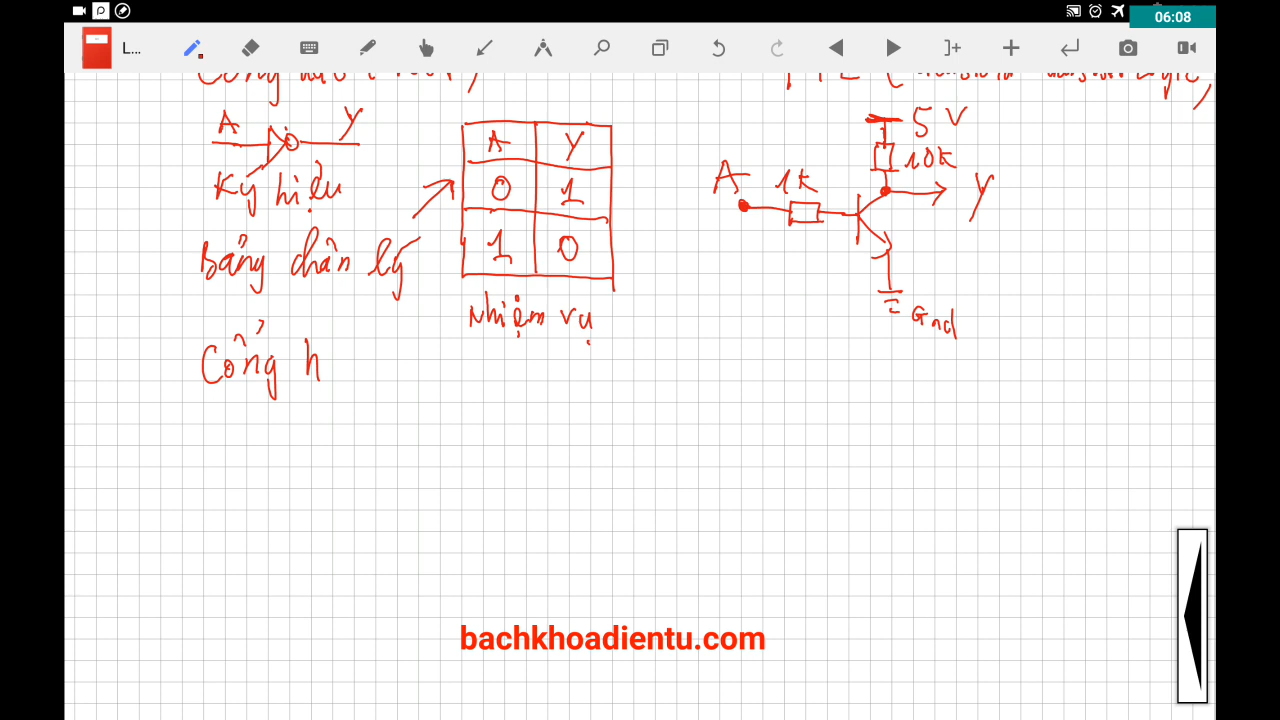 06:08
L...
A Y
Ký hiệu
Bảng chân lý
A Y
0 1
1 0
Nhiệm vụ
5 V
10K
A 1K
Y
Gnd
Cổng h
bachkhoadientu.com